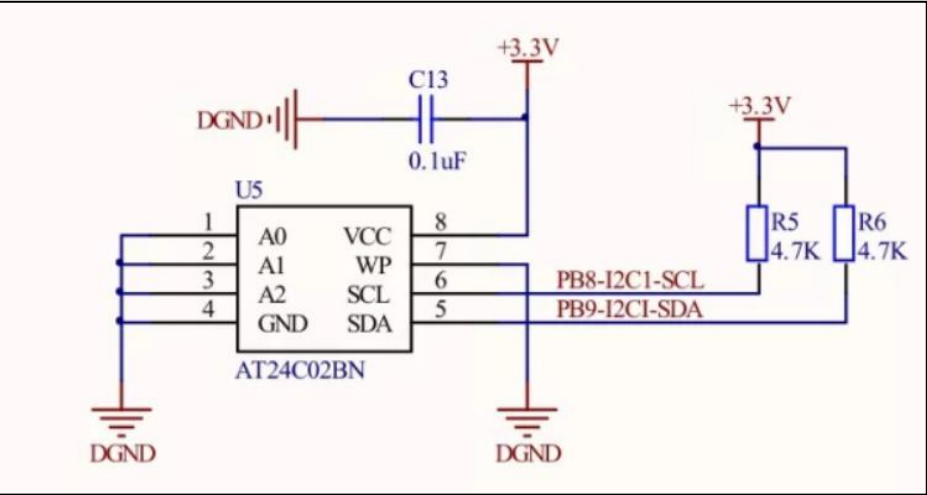 +3.3V
C13
DGND
0.1uF
+3.3V
U5
1 A0 VCC 8
2 A1 WP 7
3 A2 SCL 6
4 GND SDA 5
AT24C02BN
PB8-I2C1-SCL
PB9-I2CI-SDA
R5
4.7K
R6
4.7K
DGND
DGND